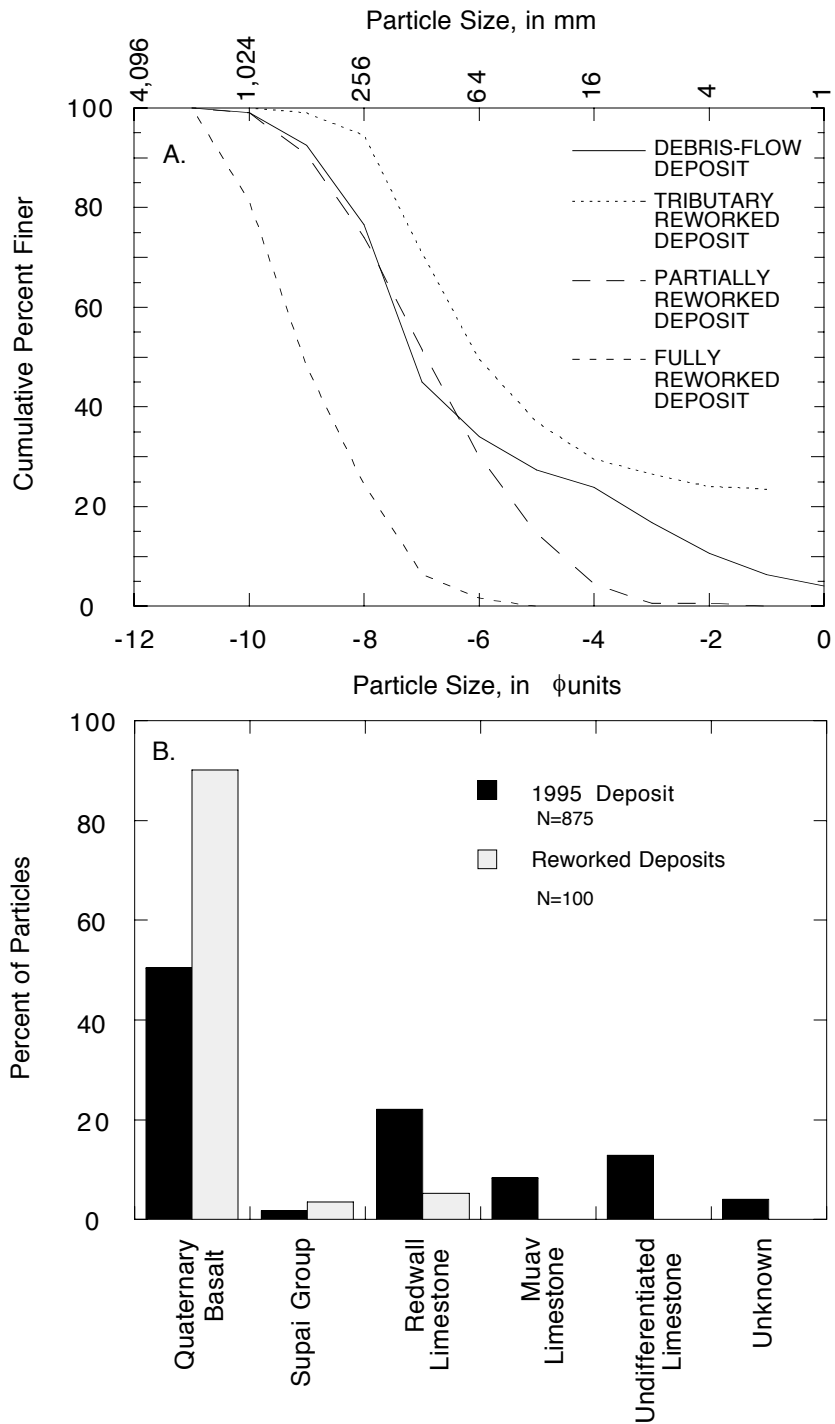 Particle Size, in mm
4,096
1,024
256
64
16
4
1
100
80
60
40
20
0
Cumulative Percent Finer
A.
DEBRIS-FLOW
DEPOSIT
TRIBUTARY
REWORKED
DEPOSIT
PARTIALLY
REWORKED
DEPOSIT
FULLY
REWORKED
DEPOSIT
-12
-10
-8
-6
-4
-2
0
Particle Size, in ϕunits
100
80
60
40
20
0
Percent of Particles
B.
1995 Deposit
N=875
Reworked Deposits
N=100
Quaternary
Basalt
Supai Group
Redwall
Limestone
Muav
Limestone
Undifferentiated
Limestone
Unknown